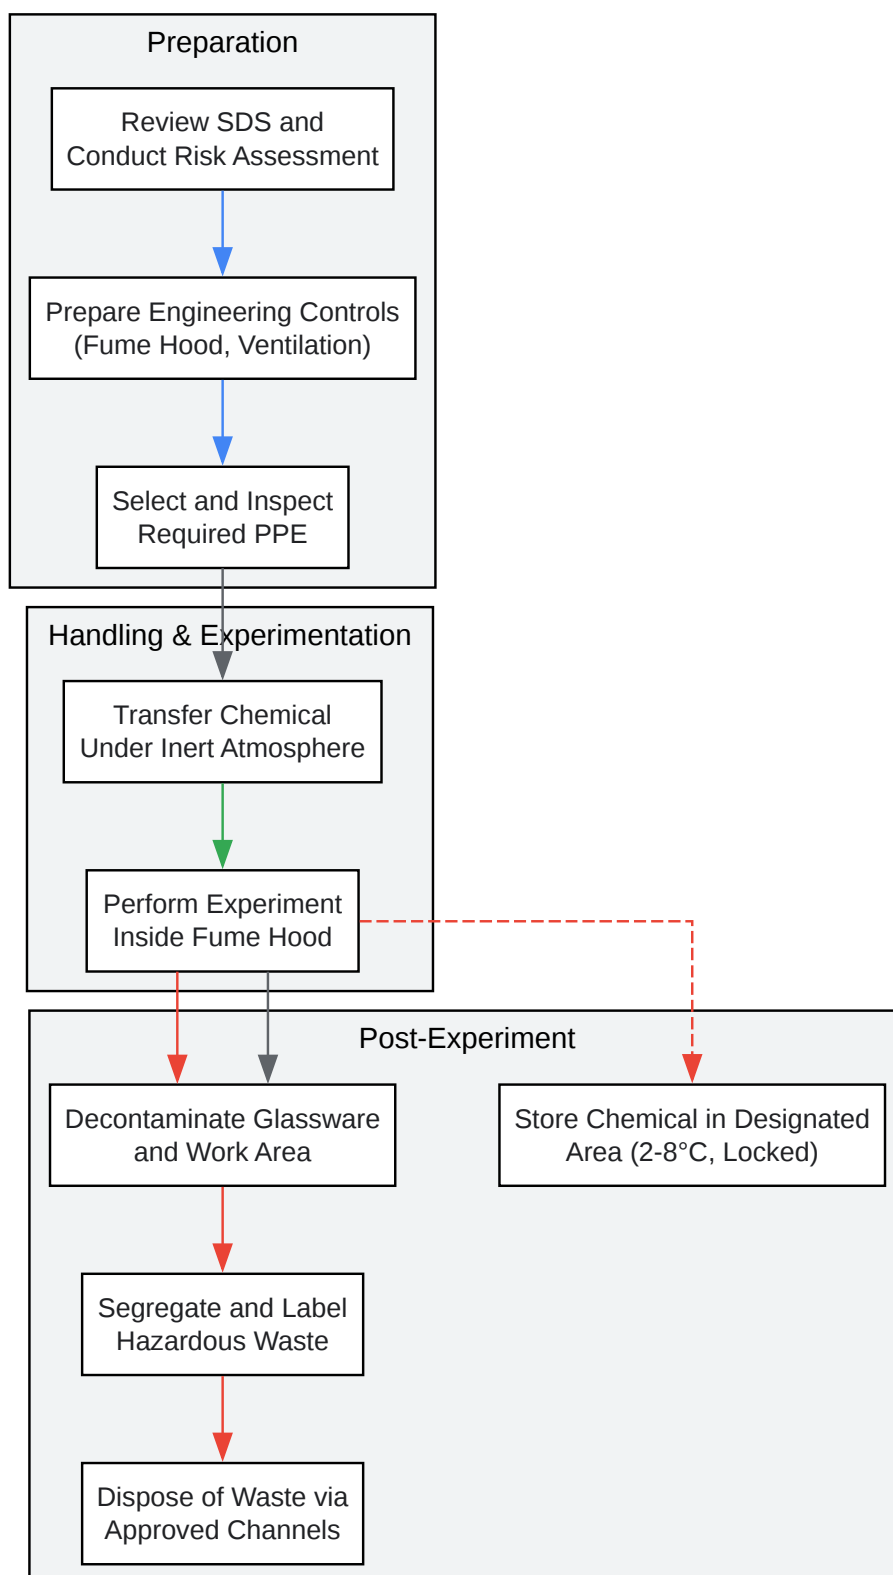 Preparation
Review SDS and
Conduct Risk Assessment
Prepare Engineering Controls
(Fume Hood, Ventilation)
Select and Inspect
Required PPE
Handling & Experimentation
Transfer Chemical
Under Inert Atmosphere
Perform Experiment
Inside Fume Hood
Post-Experiment
Decontaminate Glassware
and Work Area
Store Chemical in Designated
Area (2-8°C, Locked)
Segregate and Label
Hazardous Waste
Dispose of Waste via
Approved Channels